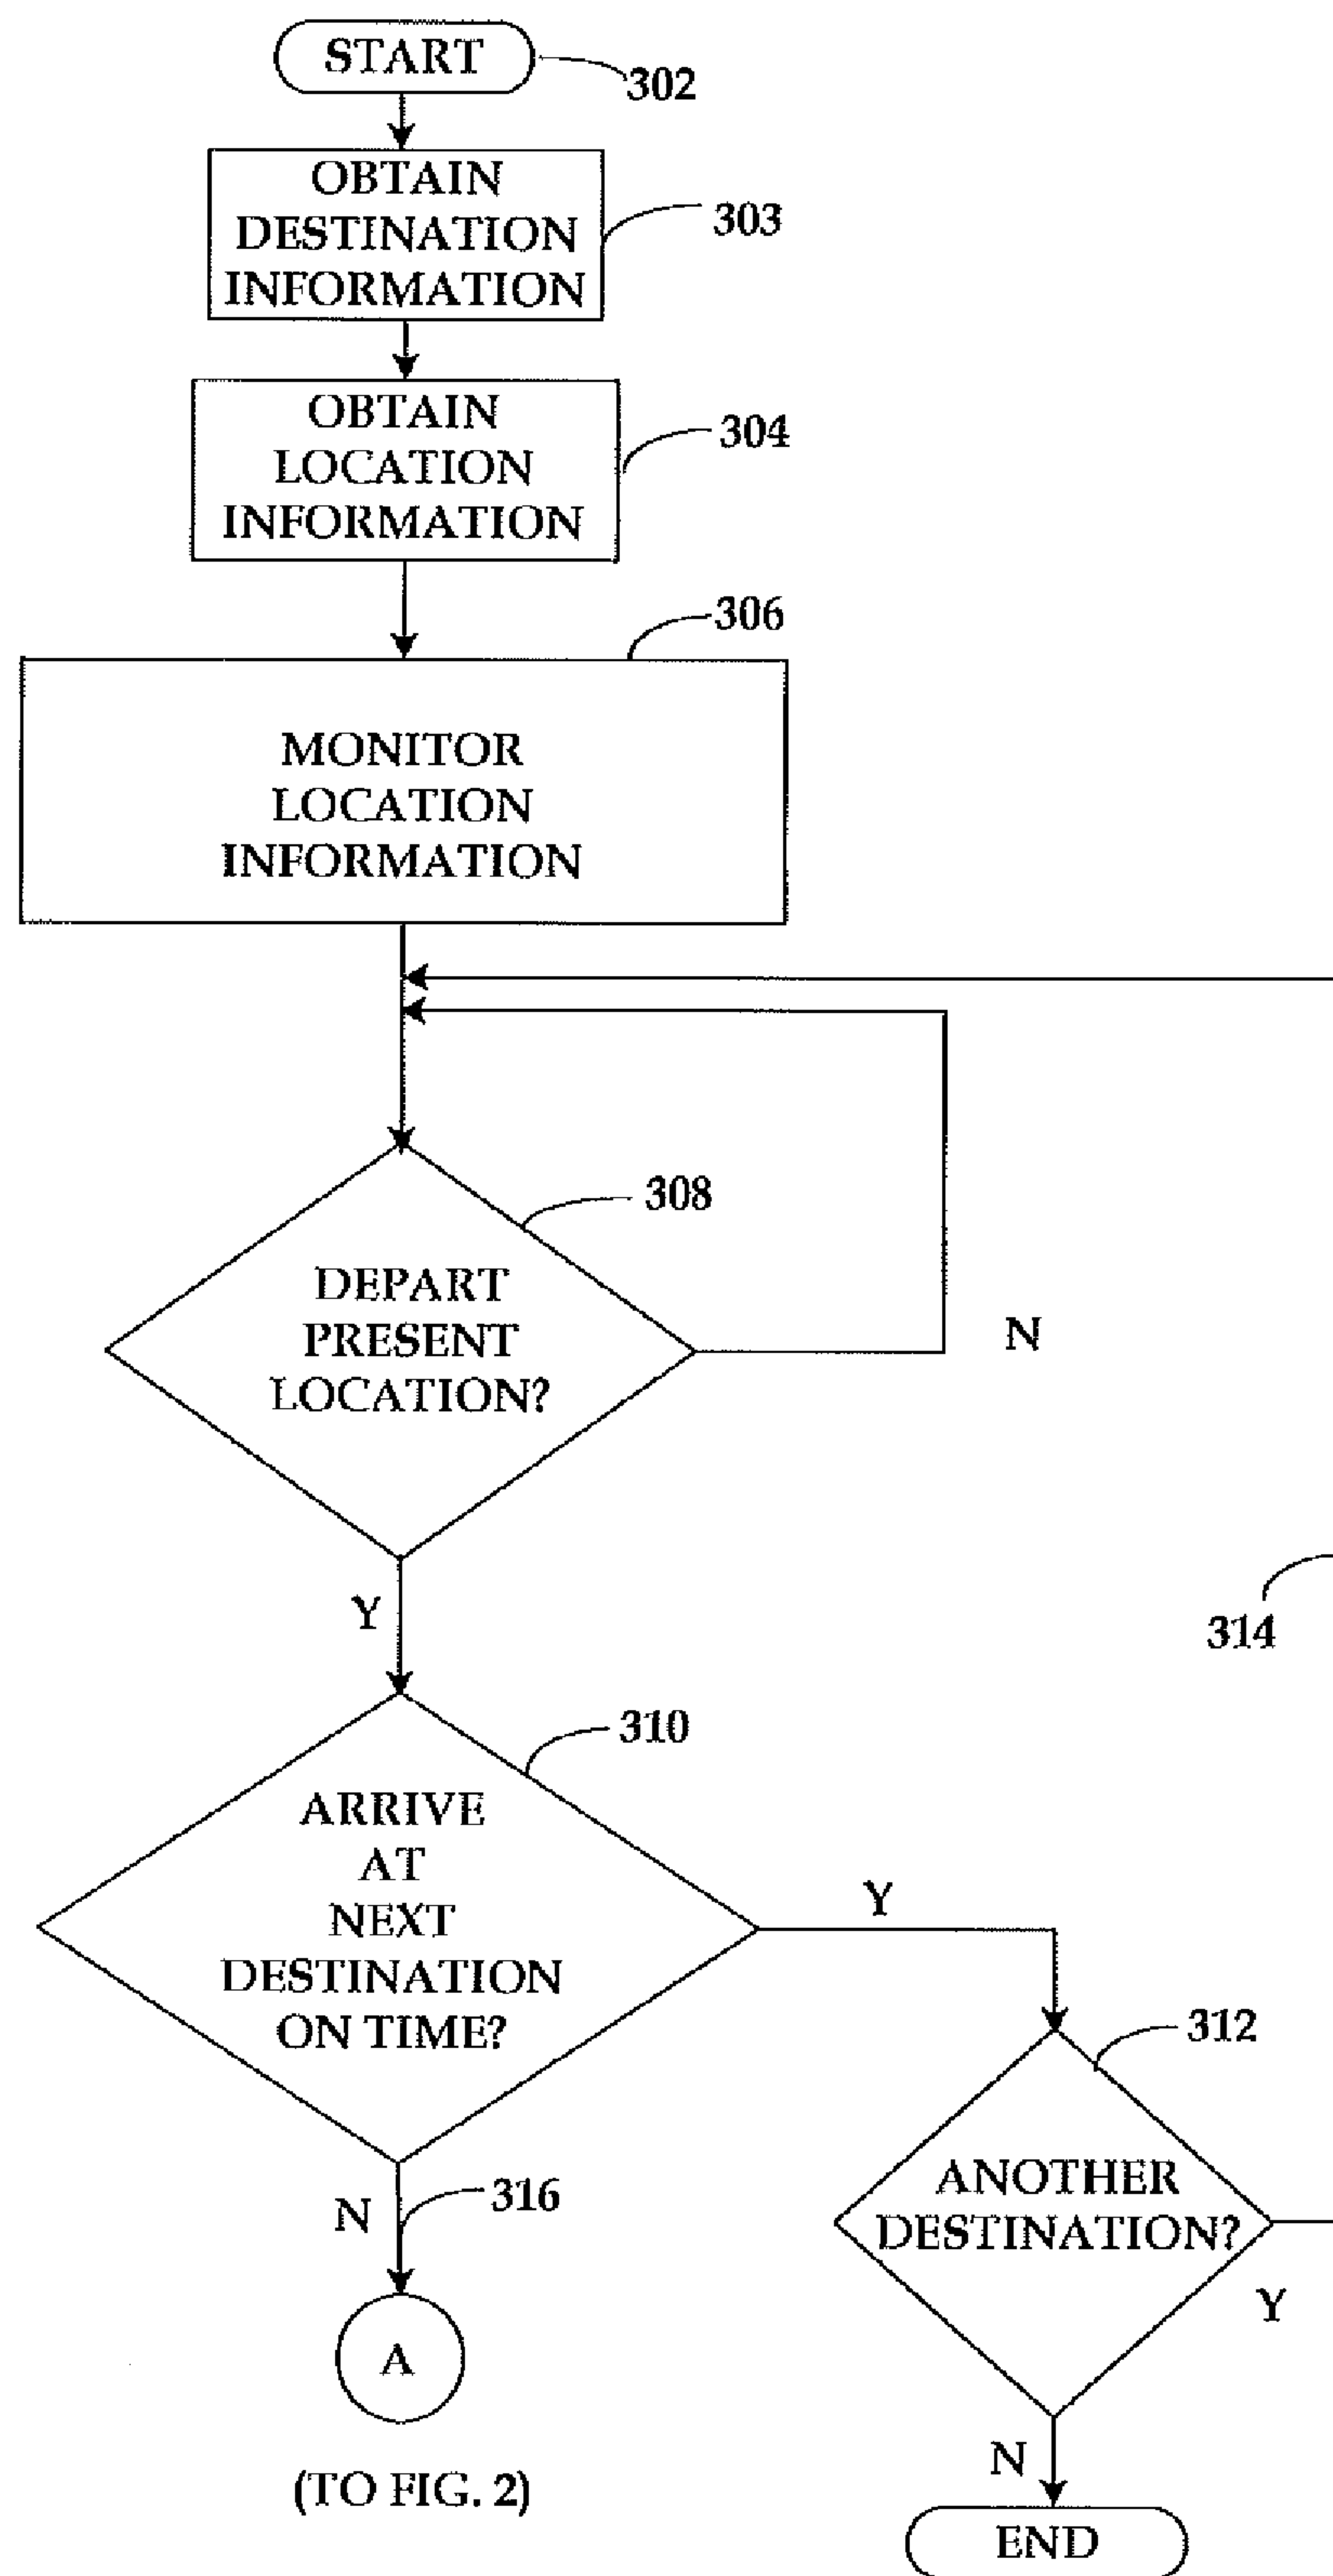 START
302
OBTAIN
DESTINATION
INFORMATION
303
OBTAIN
LOCATION
INFORMATION
304
306
MONITOR
LOCATION
INFORMATION
308
DEPART
PRESENT
LOCATION?
N
Y
314
310
ARRIVE
AT
NEXT
DESTINATION
ON TIME?
Y
312
ANOTHER
DESTINATION?
Y
N
316
A
(TO FIG. 2)
N
END